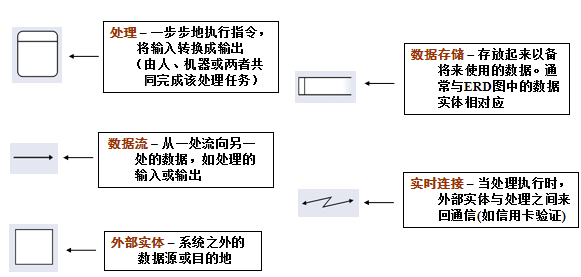 处理 – 一步步地执行指令，
将输入转换成输出
（由人、机器或两者共
同完成该处理任务）
数据流 – 从一处流向另一
处的数据，如处理的
输入或输出
外部实体 – 系统之外的
数据源或目的地
数据存储 – 存放起来以备
将来使用的数据。通
常与ERD图中的数据
实体相对应
实时连接 – 当处理执行时，
外部实体与处理之间来
回通信(如信用卡验证)